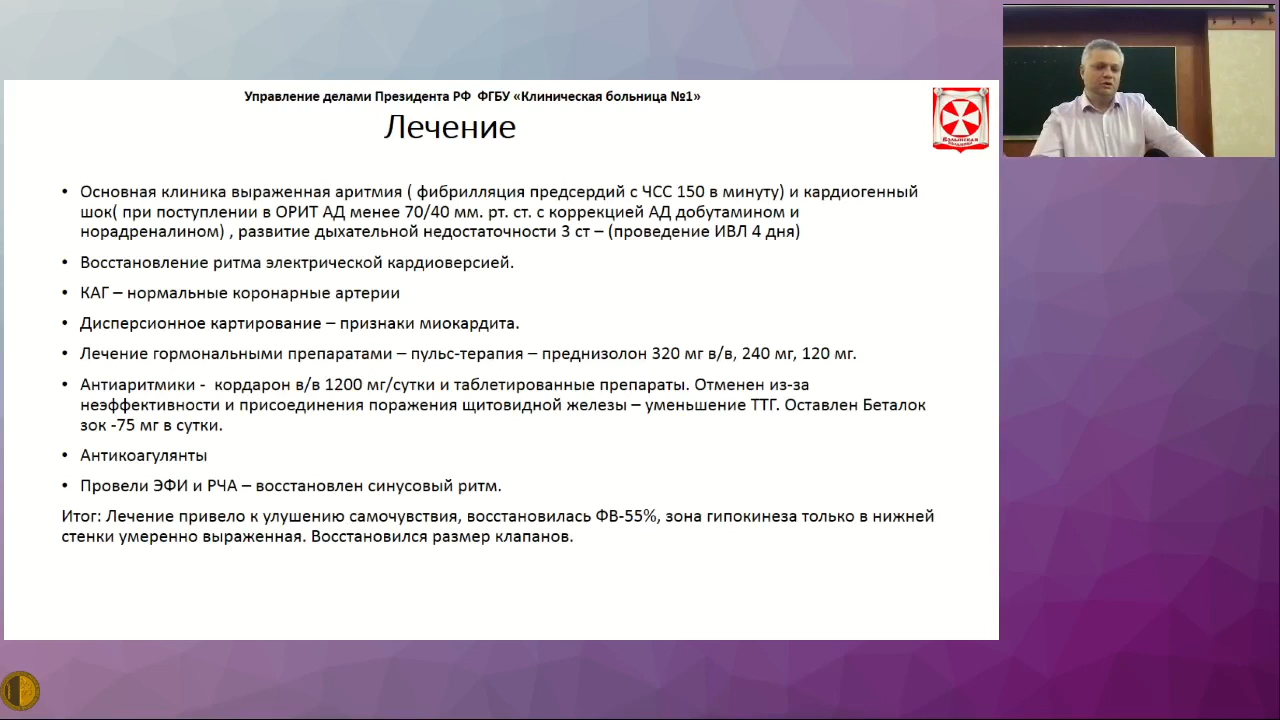 Управление делами Президента РФ ФГБУ «Клиническая больница №1»
Лечение
• Основная клиника выраженная аритмия ( фибрилляция предсердий с ЧСС 150 в минуту) и кардиогенный
шок( при поступлении в ОРИТ АД менее 70/40 мм. рт. ст. с коррекцией АД добутамином и
норадреналином) , развитие дыхательной недостаточности 3 ст – (проведение ИВЛ 4 дня)
• Восстановление ритма электрической кардиоверсией.
• КАГ – нормальные коронарные артерии
• Дисперсионное картирование – признаки миокардита.
• Лечение гормональными препаратами – пульс-терапия – преднизолон 320 мг в/в, 240 мг, 120 мг.
• Антиаритмики - кордарон в/в 1200 мг/сутки и таблетированные препараты. Отменен из-за
неэффективности и присоединения поражения щитовидной железы – уменьшение ТТГ. Оставлен Беталок
зок -75 мг в сутки.
• Антикоагулянты
• Провели ЭФИ и РЧА – восстановлен синусовый ритм.
Итог: Лечение привело к улушению самочувствия, восстановилась ФВ-55%, зона гипокинеза только в нижней
стенки умеренно выраженная. Восстановился размер клапанов.
Волынская
больница